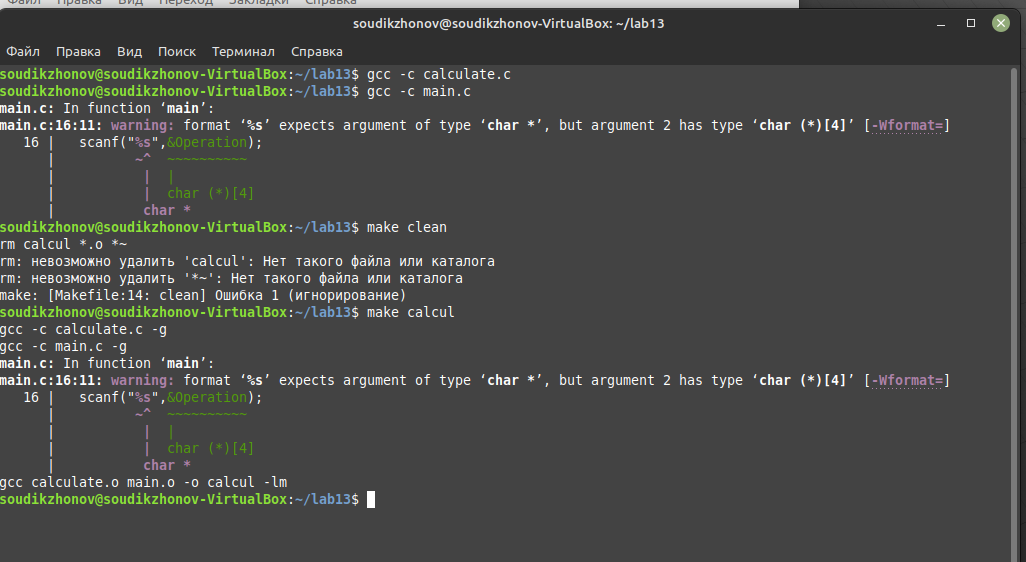 Файл Правка Вид Переход Закладки Справка
soudikzhonov@soudikzhonov-VirtualBox: ~/lab13
Файл Правка Вид Поиск Терминал Справка
soudikzhonov@soudikzhonov-VirtualBox:~/lab13$ gcc -c calculate.c
soudikzhonov@soudikzhonov-VirtualBox:~/lab13$ gcc -c main.c
main.c: In function ‘main’:
main.c:16:11: warning: format ‘%s’ expects argument of type ‘char *’, but argument 2 has type ‘char (*)[4]’ [-Wformat=]
   16 |   scanf("%s",&Operation);
      |          ~^  ~~~~~~~~~~
      |           |  |
      |           |  char (*)[4]
      |           char *
soudikzhonov@soudikzhonov-VirtualBox:~/lab13$ make clean
rm calcul *.o *~
rm: невозможно удалить 'calcul': Нет такого файла или каталога
rm: невозможно удалить '*~': Нет такого файла или каталога
make: [Makefile:14: clean] Ошибка 1 (игнорирование)
soudikzhonov@soudikzhonov-VirtualBox:~/lab13$ make calcul
gcc -c calculate.c -g
gcc -c main.c -g
main.c: In function ‘main’:
main.c:16:11: warning: format ‘%s’ expects argument of type ‘char *’, but argument 2 has type ‘char (*)[4]’ [-Wformat=]
   16 |   scanf("%s",&Operation);
      |          ~^  ~~~~~~~~~~
      |           |  |
      |           |  char (*)[4]
      |           char *
gcc calculate.o main.o -o calcul -lm
soudikzhonov@soudikzhonov-VirtualBox:~/lab13$